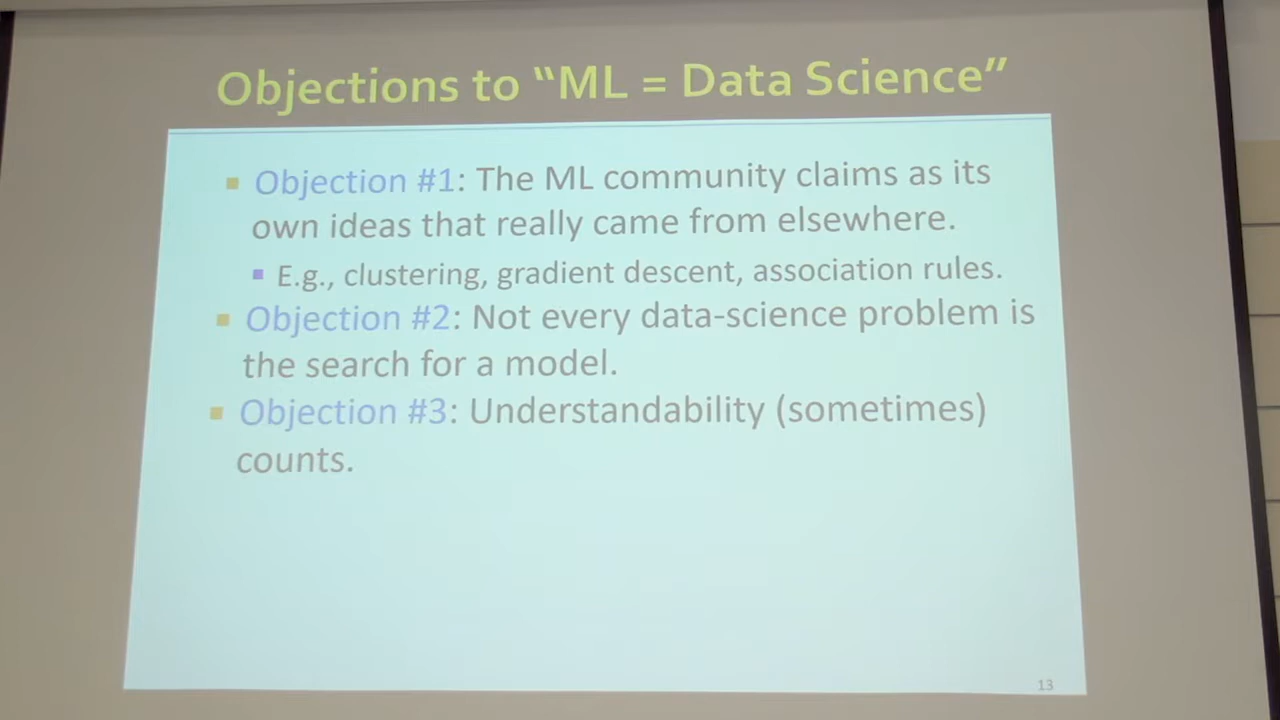 Objections to “ML = Data Science”
Objection #1: The ML community claims as its
own ideas that really came from elsewhere.
E.g., clustering, gradient descent, association rules.
Objection #2: Not every data-science problem is
the search for a model.
Objection #3: Understandability (sometimes)
counts.
13